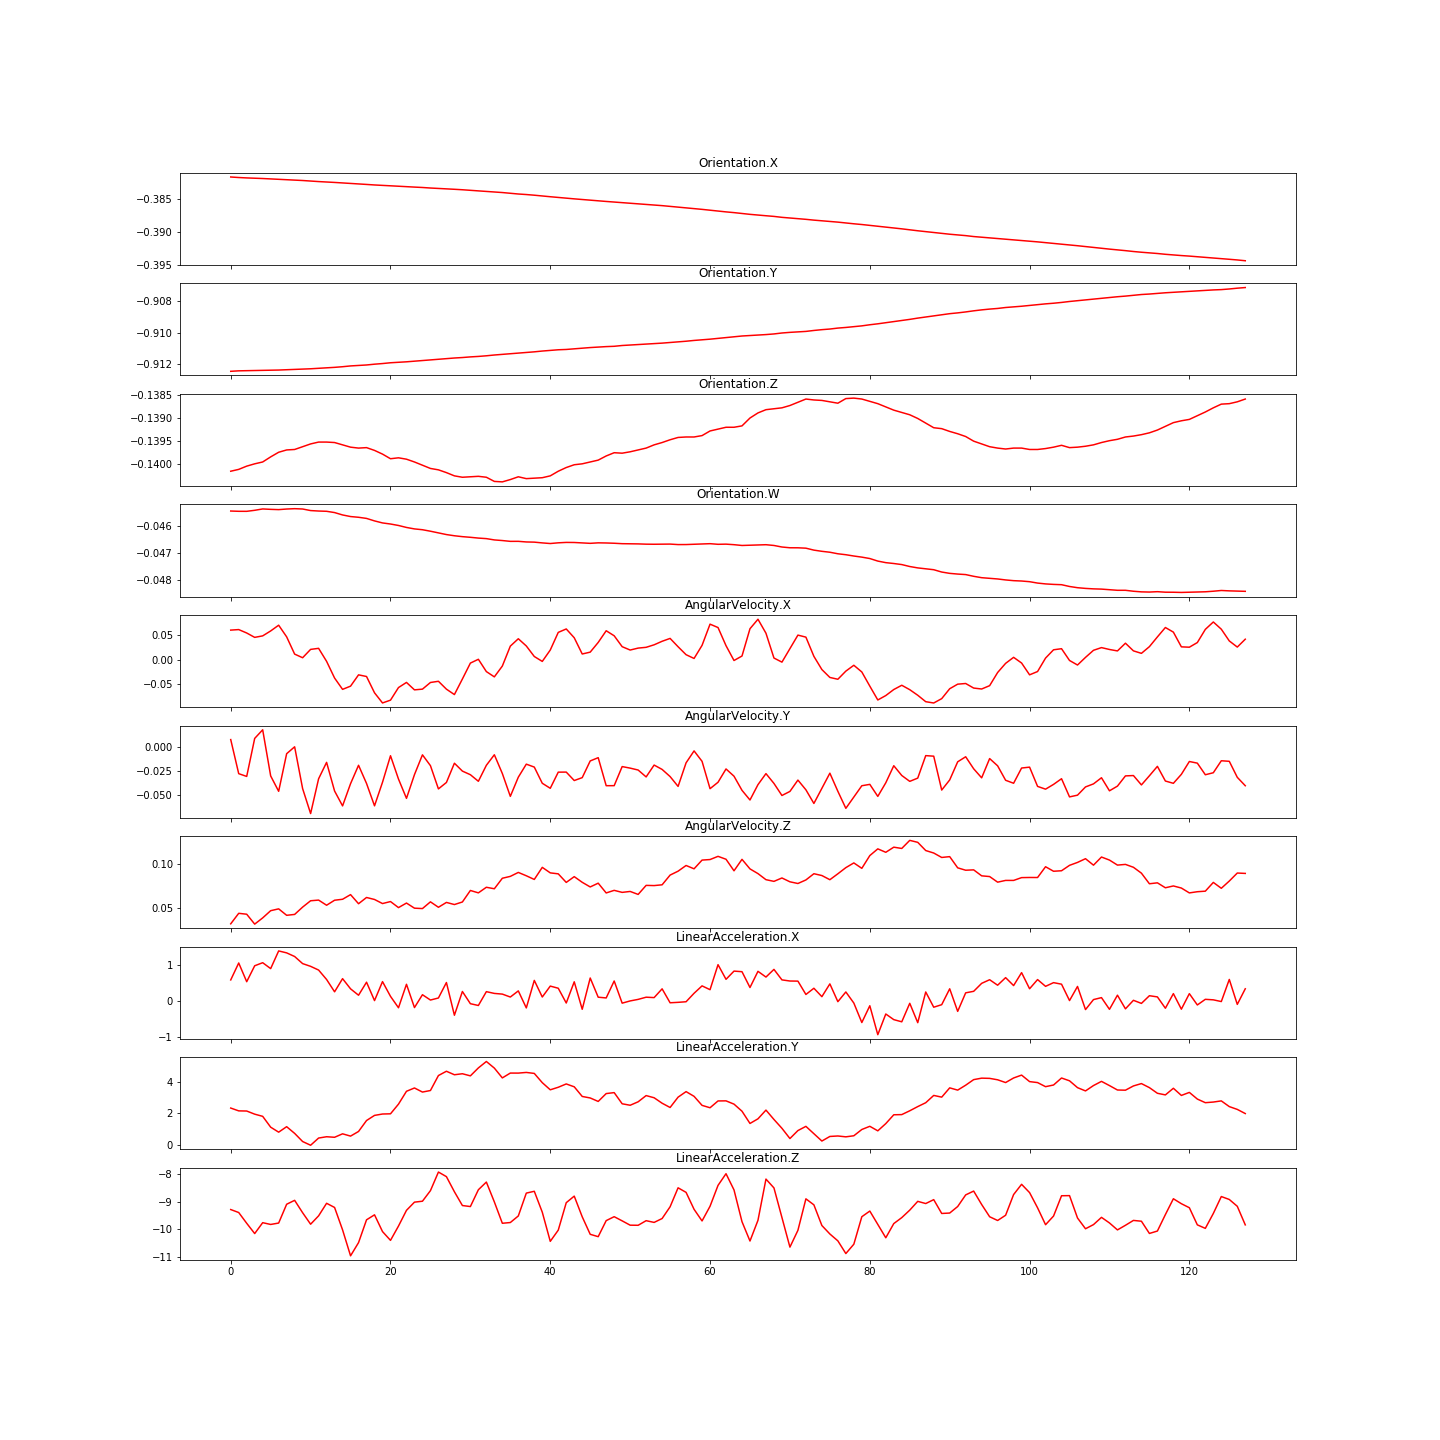 Orientation.X
−0.385
−0.390
−0.395
Orientation.Y
−0.908
−0.910
−0.912
Orientation.Z
−0.1385
−0.1390
−0.1395
−0.1400
Orientation.W
−0.046
−0.047
−0.048
AngularVelocity.X
0.05
0.00
−0.05
AngularVelocity.Y
0.000
−0.025
−0.050
AngularVelocity.Z
0.10
0.05
LinearAcceleration.X
1
0
−1
LinearAcceleration.Y
4
2
0
LinearAcceleration.Z
−8
−9
−10
−11
0 20 40 60 80 100 120